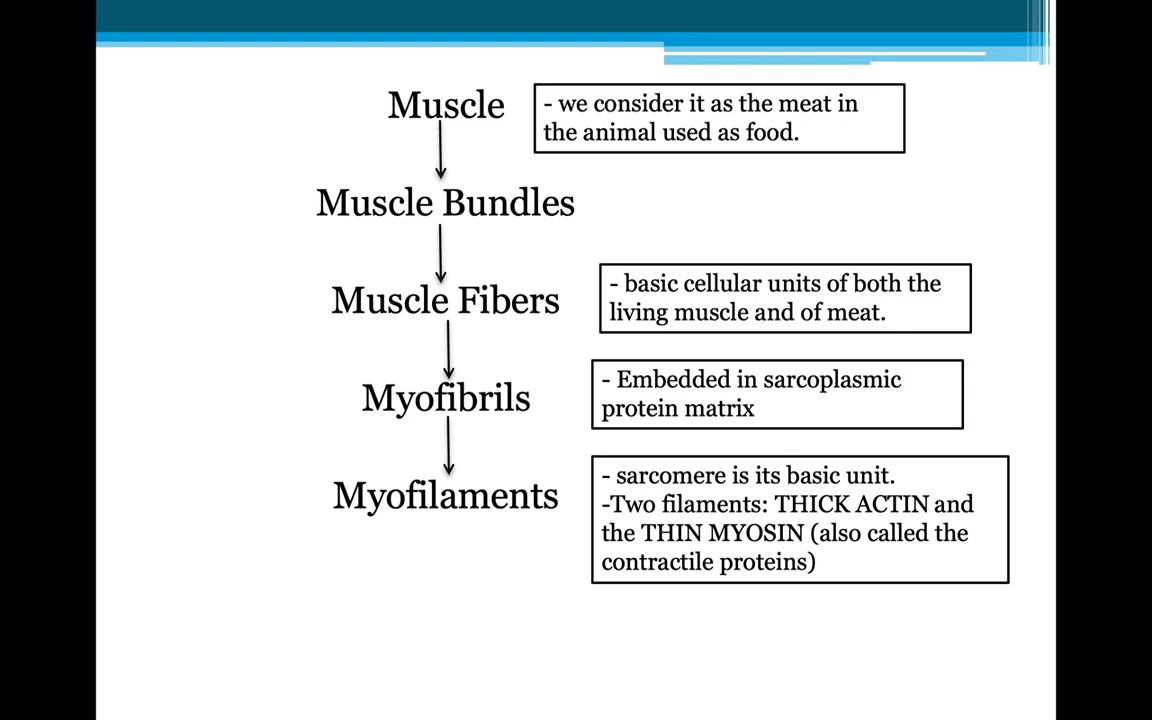 Muscle
- we consider it as the meat in
the animal used as food.
Muscle Bundles
Muscle Fibers
- basic cellular units of both the
living muscle and of meat.
Myofibrils
- Embedded in sarcoplasmic
protein matrix
Myofilaments
- sarcomere is its basic unit.
-Two filaments: THICK ACTIN and
the THIN MYOSIN (also called the
contractile proteins)